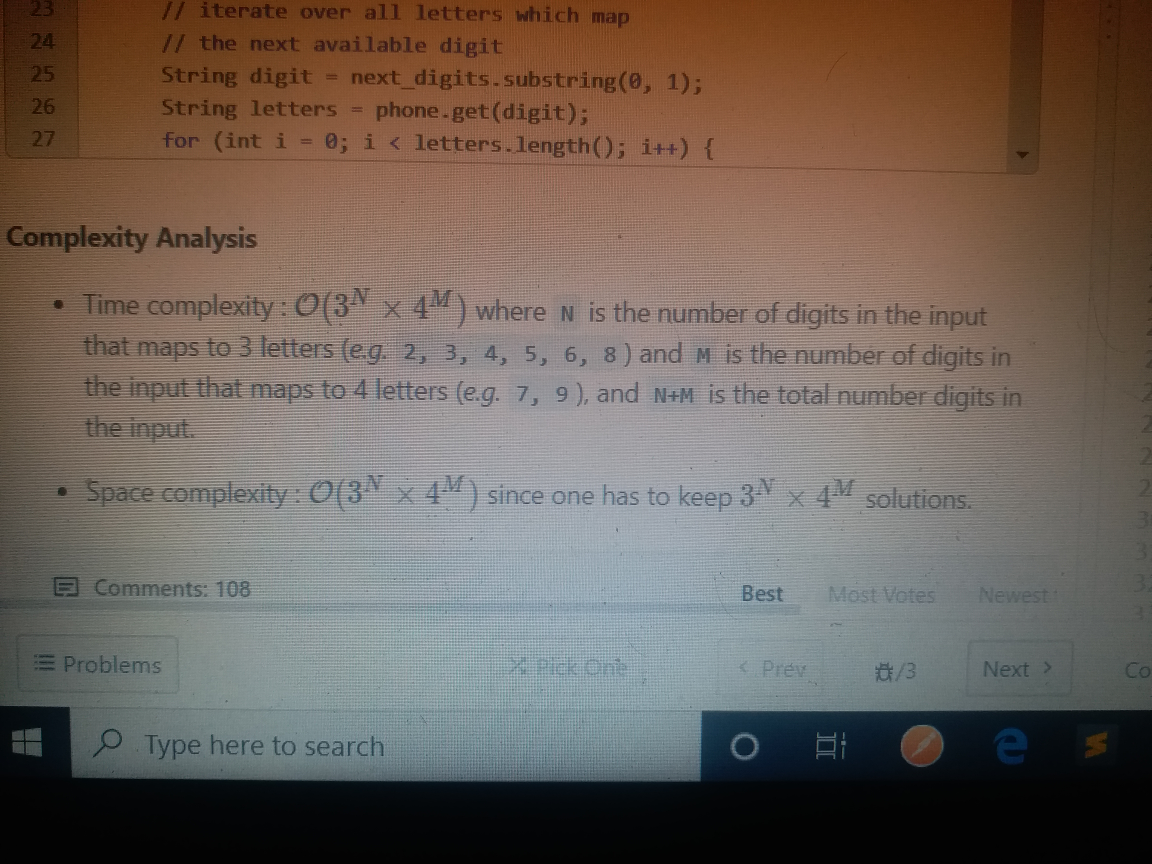 23 // iterate over all letters which map
24 // the next available digit
25 String digit = next_digits.substring(0, 1);
26 String letters = phone.get(digit);
27 for (int i = 0; i < letters.length(); i++) {
Complexity Analysis
• Time complexity : O(3^N × 4^M) where N is the number of digits in the input
that maps to 3 letters (e.g. 2, 3, 4, 5, 6, 8 ) and M is the number of digits in
the input that maps to 4 letters (e.g. 7, 9 ), and N+M is the total number digits in
the input.
• Space complexity : O(3^N × 4^M) since one has to keep 3^N × 4^M solutions.
Comments: 108
Best Most Votes Newest
Problems Pick One < Prev /3 Next > Co
Type here to search